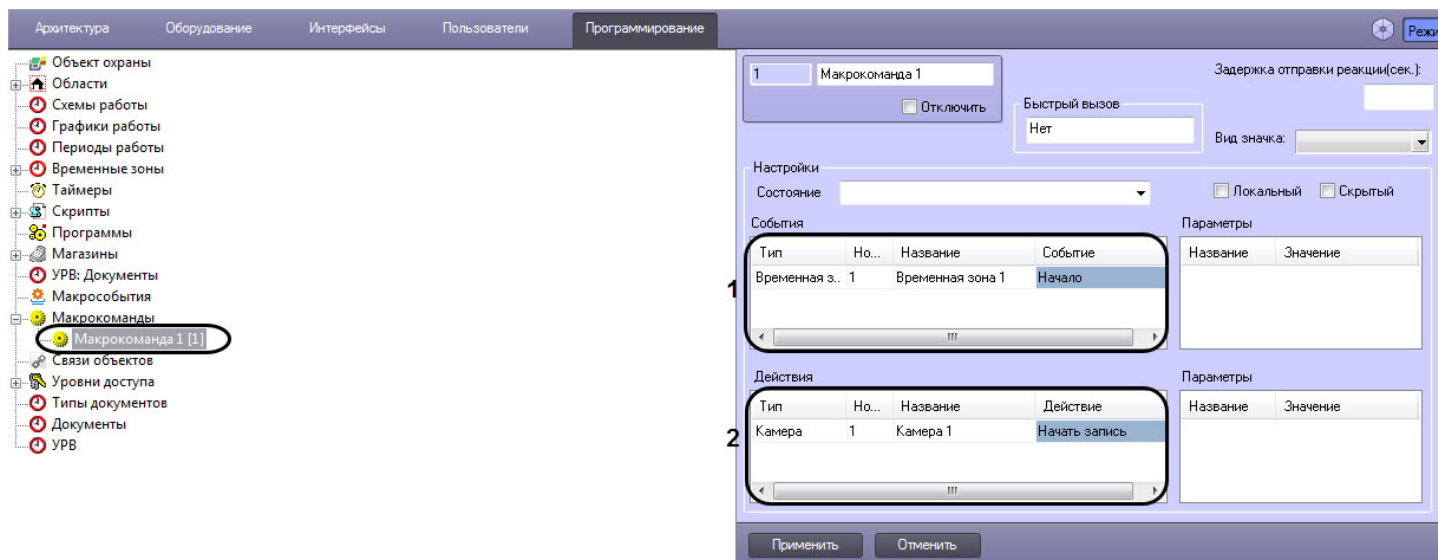 Архитектура Оборудование Интерфейсы Пользователи Программирование Режи
Объект охраны
Области
Схемы работы
Графики работы
Периоды работы
Временные зоны
Таймеры
Скрипты
Программы
Магазины
УРВ: Документы
Макрособытия
Макрокоманды
Макрокоманда 1 [1]
Связи объектов
Уровни доступа
Типы документов
Документы
УРВ
1 Макрокоманда 1
Отключить
Быстрый вызов
Нет
Задержка отправки реакции(сек.):
Вид значка:
Настройки
Состояние
Локальный Скрытый
События
Параметры
Тип Но... Название Событие
Название Значение
Временная з.. 1 Временная зона 1 Начало
1
Действия
Параметры
Тип Но... Название Действие
Название Значение
Камера 1 Камера 1 Начать запись
2
Применить Отменить